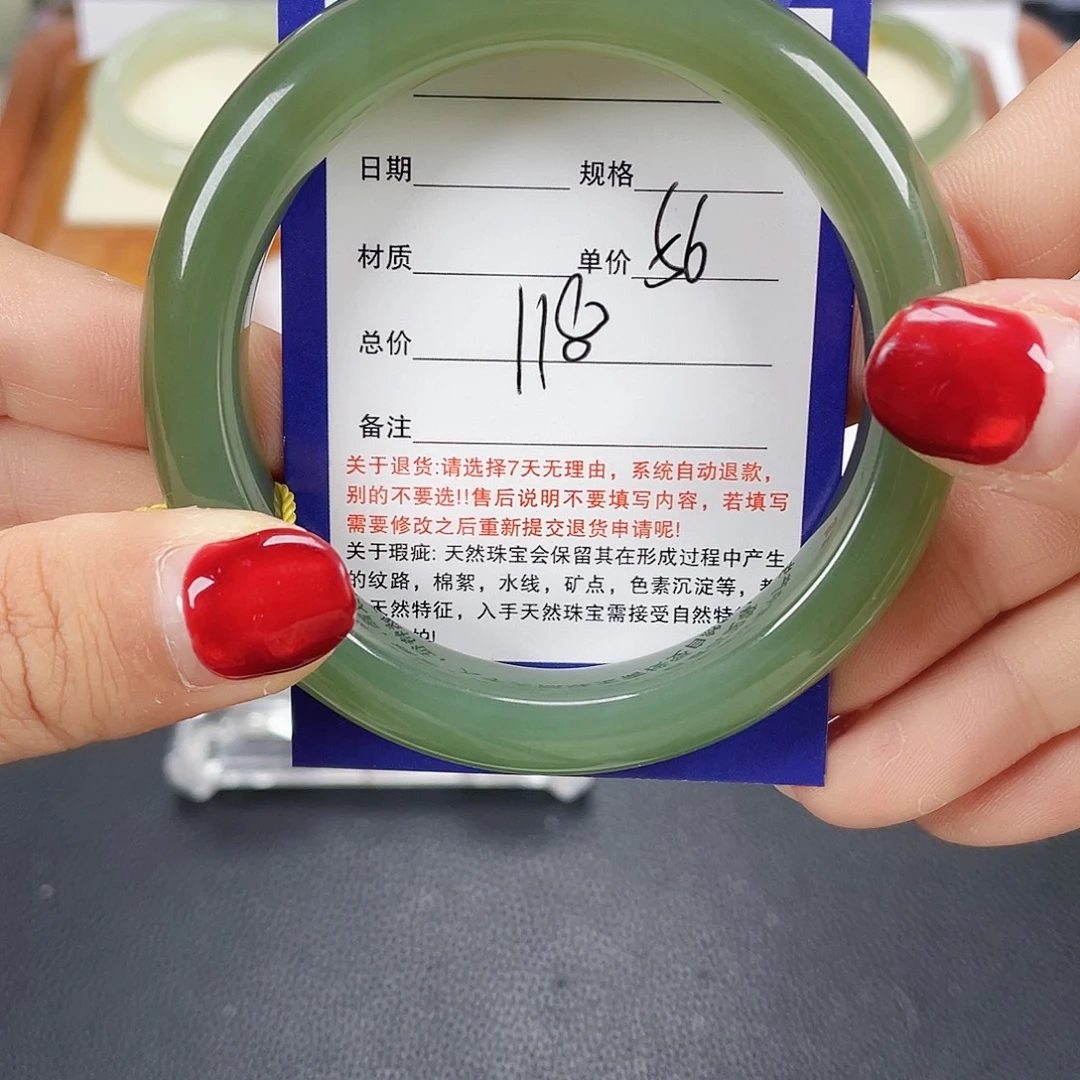 日期 规格
材质 单价 56
总价 118
备注
关于退货:请选择7天无理由，系统自动退款，
别的不要选!!售后说明不要填写内容，若填写
需要修改之后重新提交退货申请呢!
关于瑕疵: 天然珠宝会保留其在形成过程中产生
的纹路，棉絮，水线，矿点，色素沉淀等，
天然特征，入手天然珠宝需接受自然特